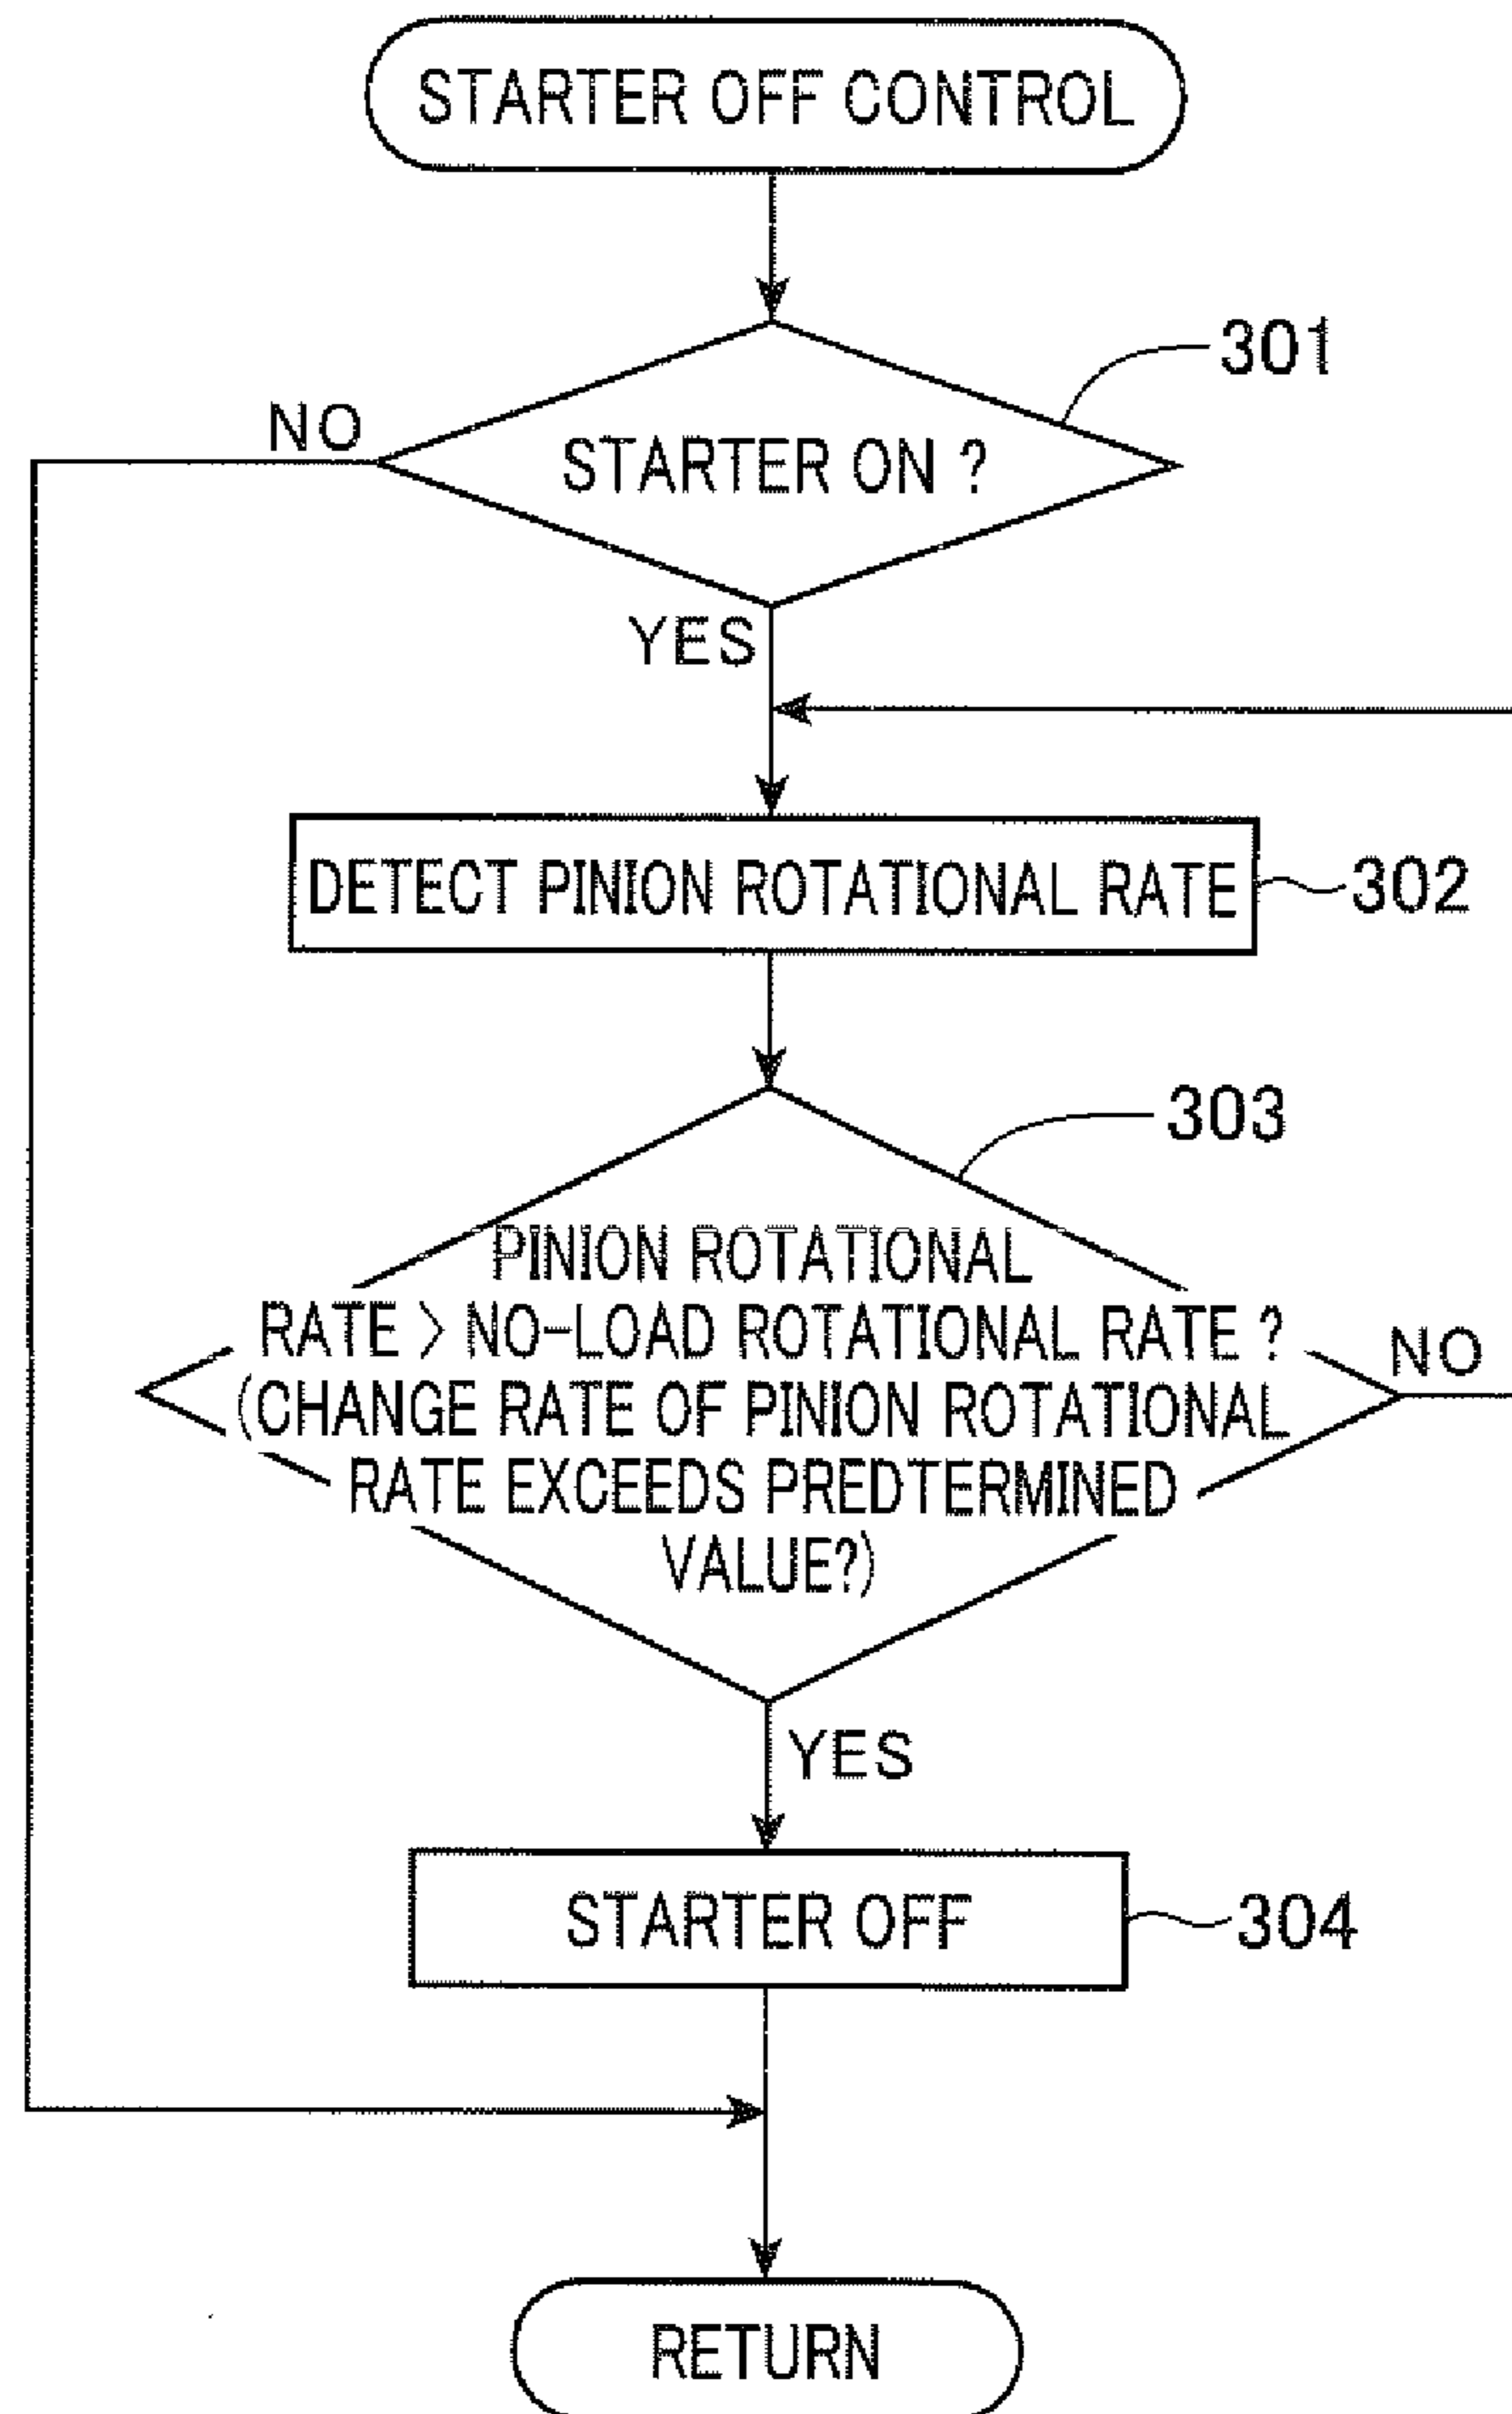 STARTER OFF CONTROL
301
NO
STARTER ON ?
YES
DETECT PINION ROTATIONAL RATE
302
303
PINION ROTATIONAL
RATE > NO-LOAD ROTATIONAL RATE ?
NO
(CHANGE RATE OF PINION ROTATIONAL
RATE EXCEEDS PREDTERMINED
VALUE?)
YES
STARTER OFF
304
RETURN